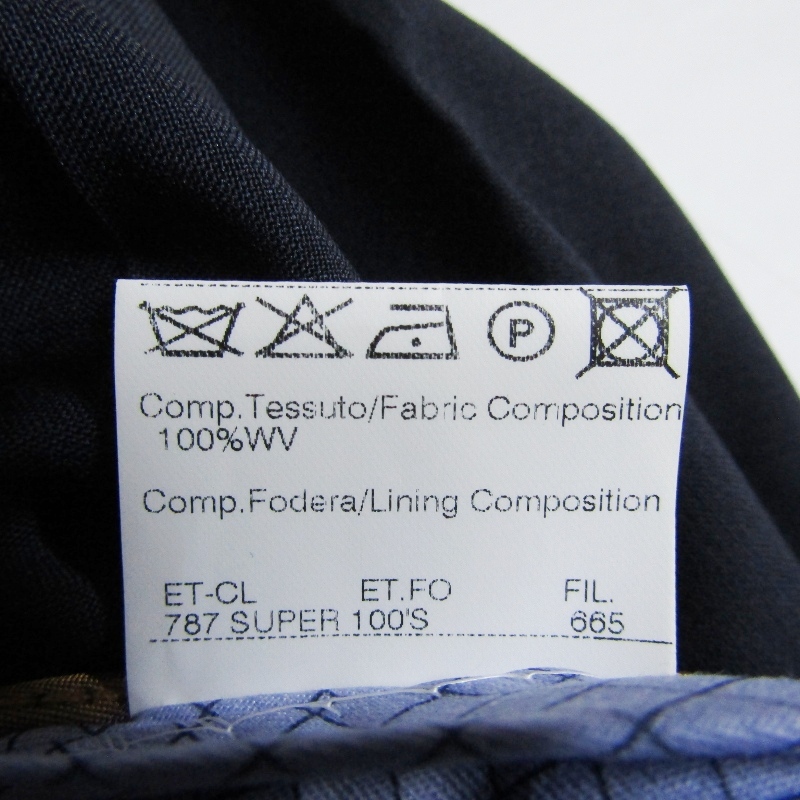 P
Comp.Tessuto/Fabric Composition
100%WV
Comp.Fodera/Lining Composition
ET-CL ET.FO FIL.
787 SUPER 100'S 665